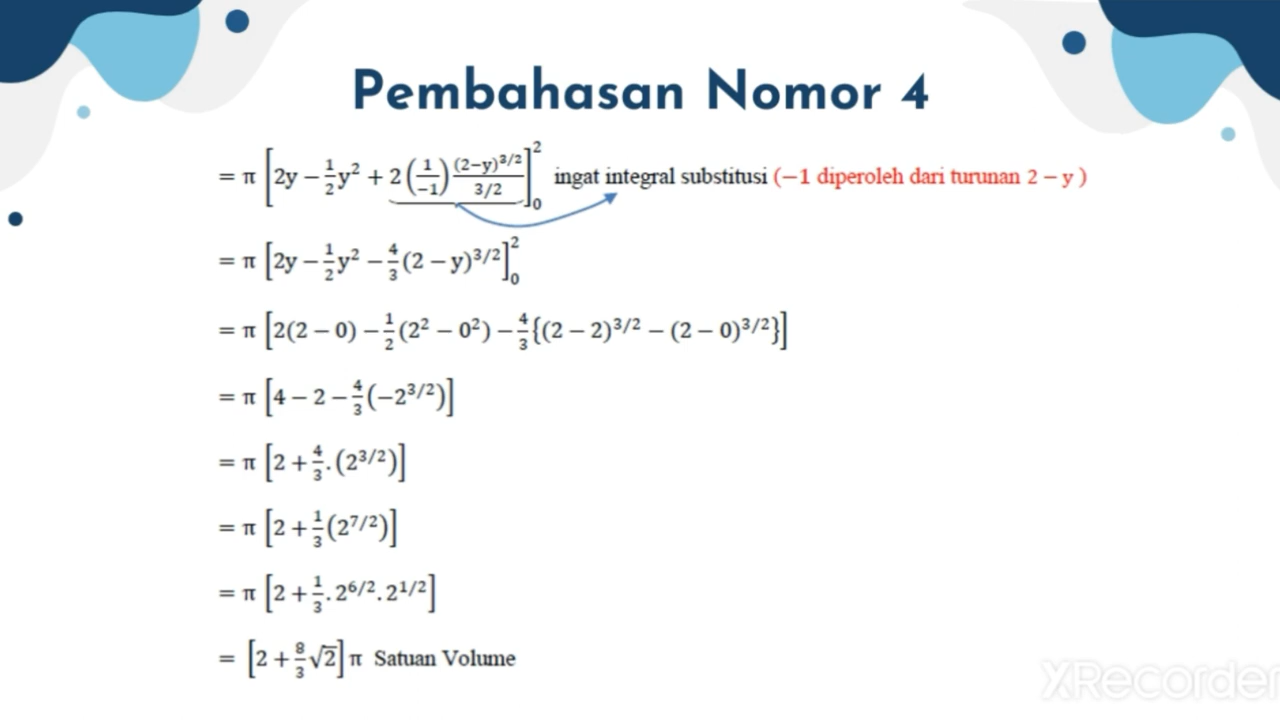 Pembahasan Nomor 4
= π [2y − 1/2 y² + 2(1/−1) (2−y)^3/2 / 3/2]₀² ingat integral substitusi (−1 diperoleh dari turunan 2 − y )
= π [2y − 1/2 y² − 4/3 (2 − y)^3/2]₀²
= π [2(2 − 0) − 1/2 (2² − 0²) − 4/3 {(2 − 2)^3/2 − (2 − 0)^3/2}]
= π [4 − 2 − 4/3 (−2^3/2)]
= π [2 + 4/3 . (2^3/2)]
= π [2 + 1/3 (2^7/2)]
= π [2 + 1/3 . 2^6/2 . 2^1/2]
= [2 + 8/3 √2] π Satuan Volume
XRecorder